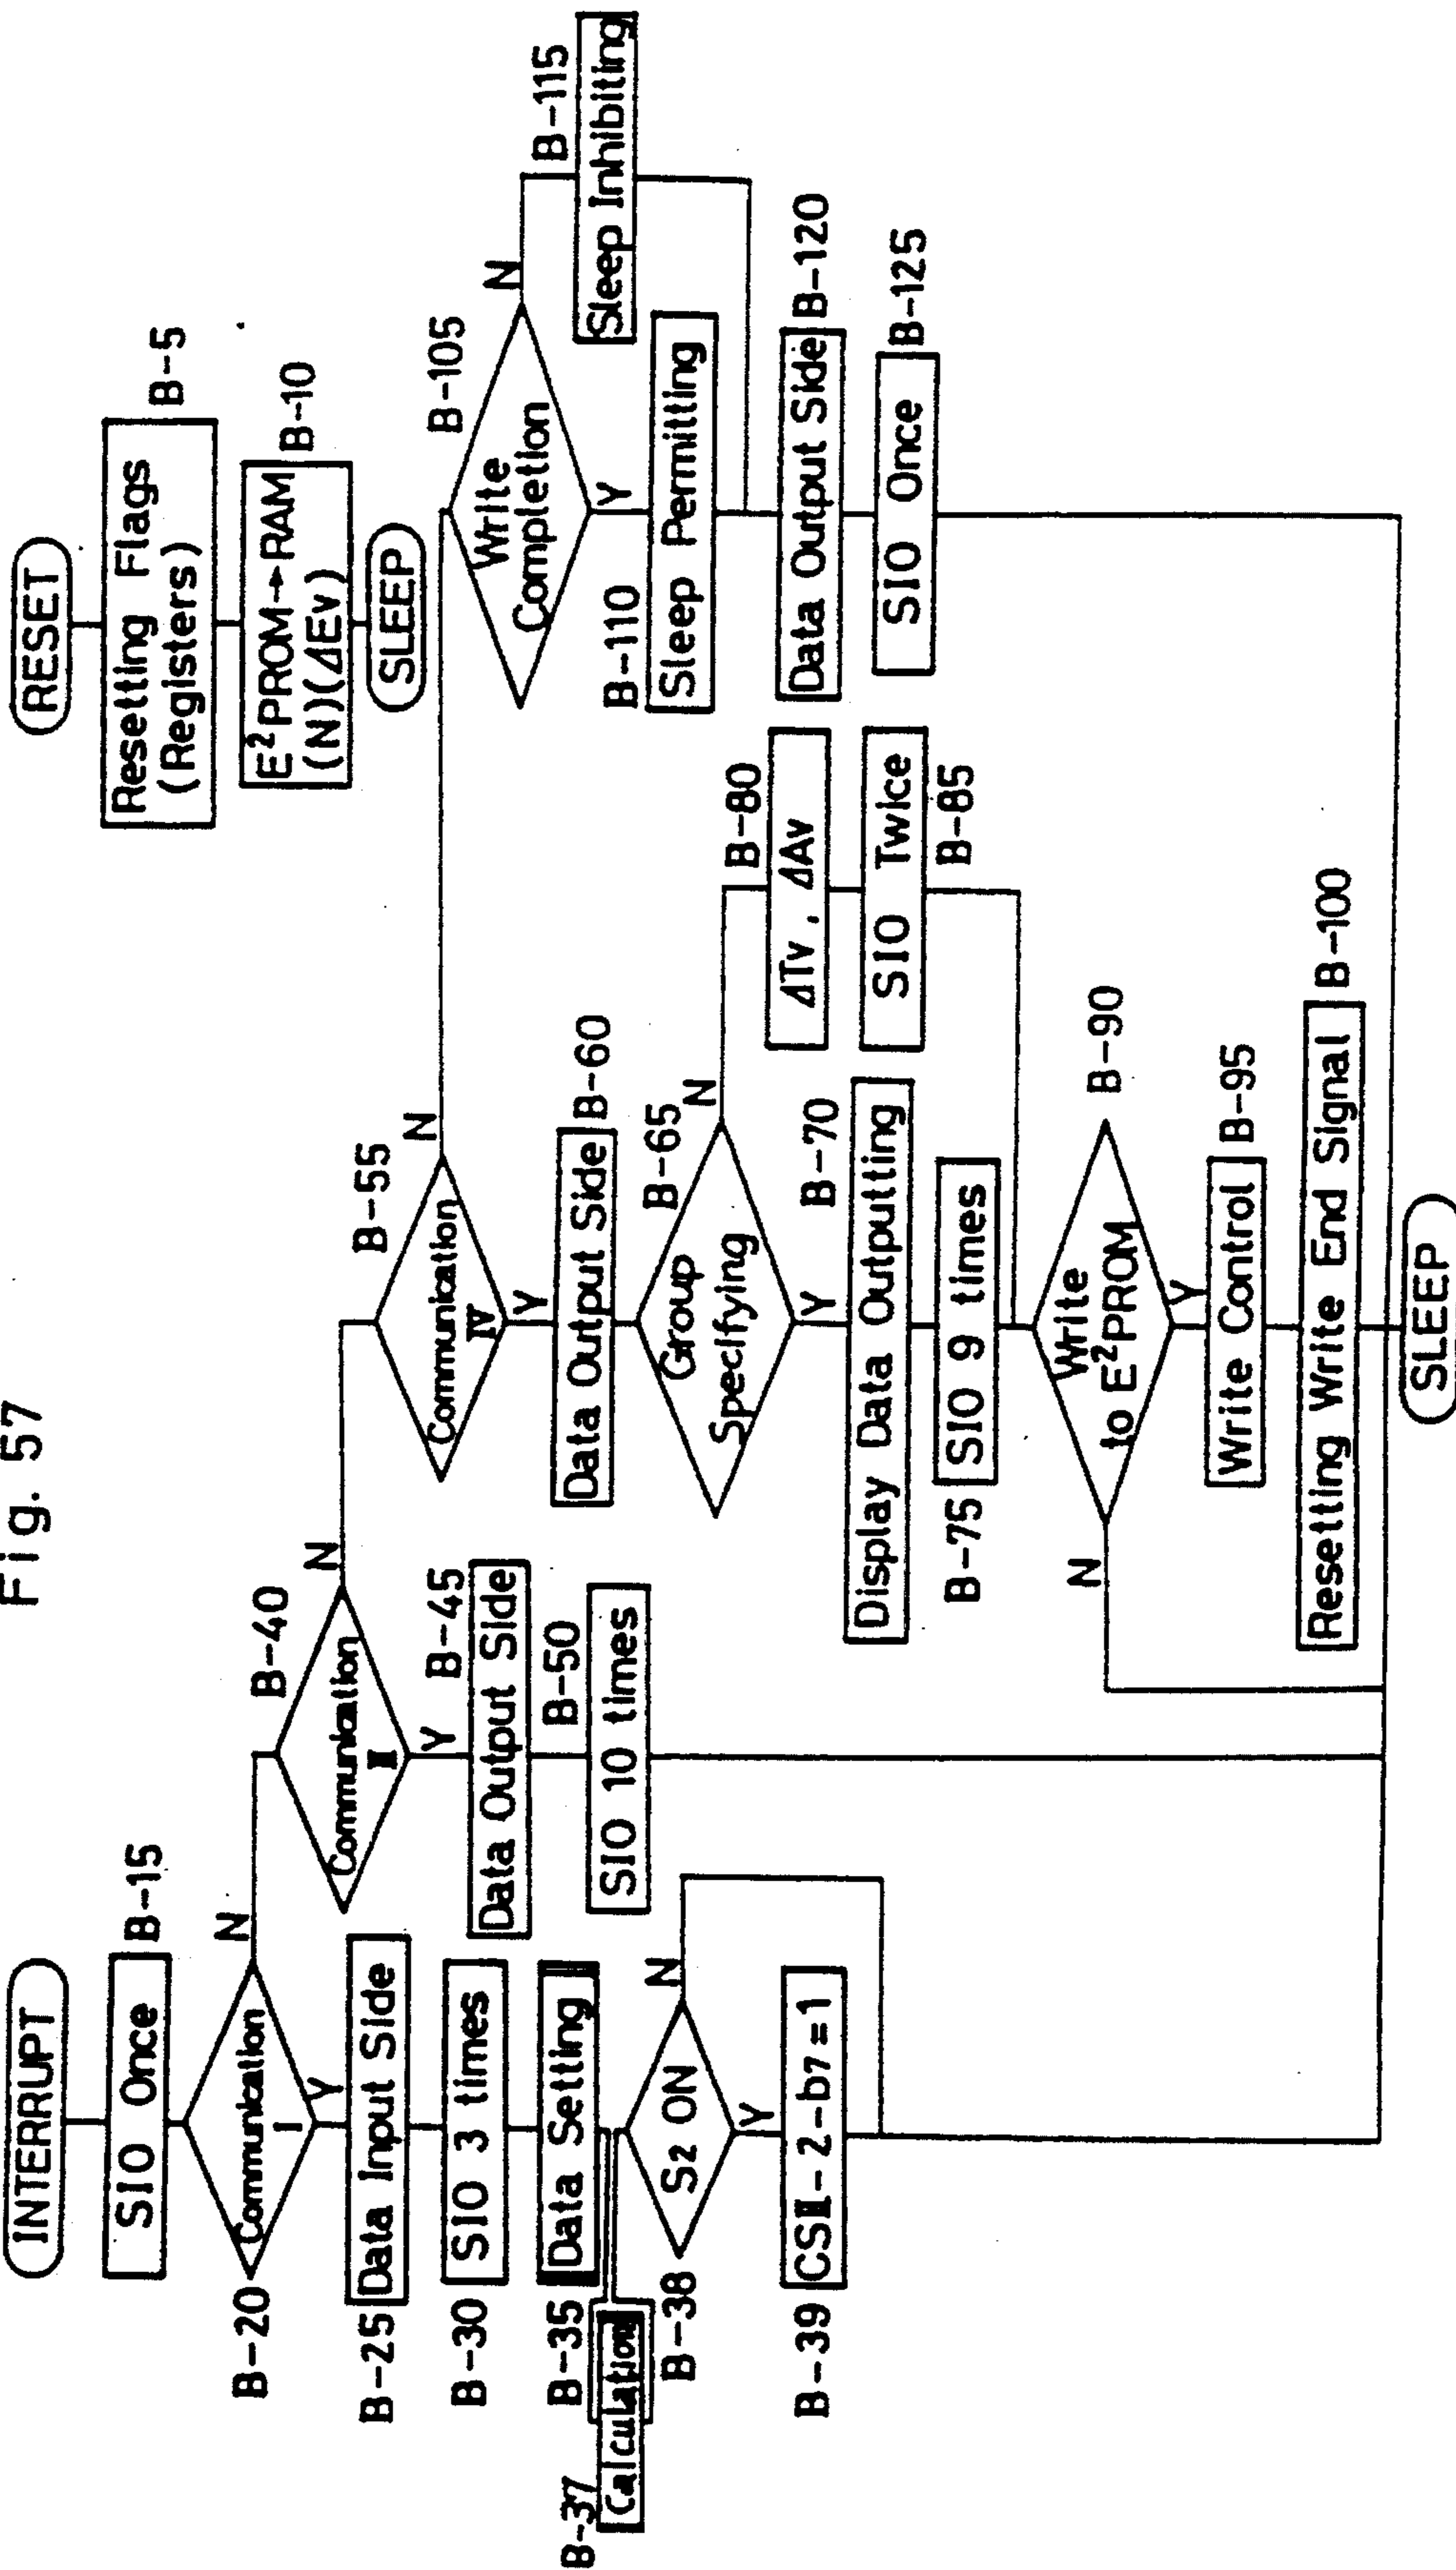 Fig. 57
INTERRUPT
SIO Once
B-15
B-20
Communication
I
N
Y
B-25
Data Input Side
B-30
SIO 3 times
B-35
Data Setting
B-37
Calculation
B-38
S2 ON
N
Y
B-39
CSII-2-b7=1
B-40
Communication
II
N
Y
B-45
Data Output Side
B-50
SIO 10 times
B-55
Communication
IV
N
Y
Data Output Side
B-60
B-65
Group
Specifying
N
Y
B-70
Display Data Outputting
B-75
SIO 9 times
B-80
ΔTv, ΔAv
SIO Twice
B-85
Write
to E²PROM
B-90
N
Y
Write Control
B-95
Resetting Write End Signal
B-100
SLEEP
RESET
Resetting Flags
(Registers)
B-5
E²PROM→RAM
(N)(ΔEv)
B-10
SLEEP
B-105
Write
Completion
N
Y
B-110
Sleep Permitting
B-115
Sleep Inhibiting
Data Output Side
B-120
SIO Once
B-125